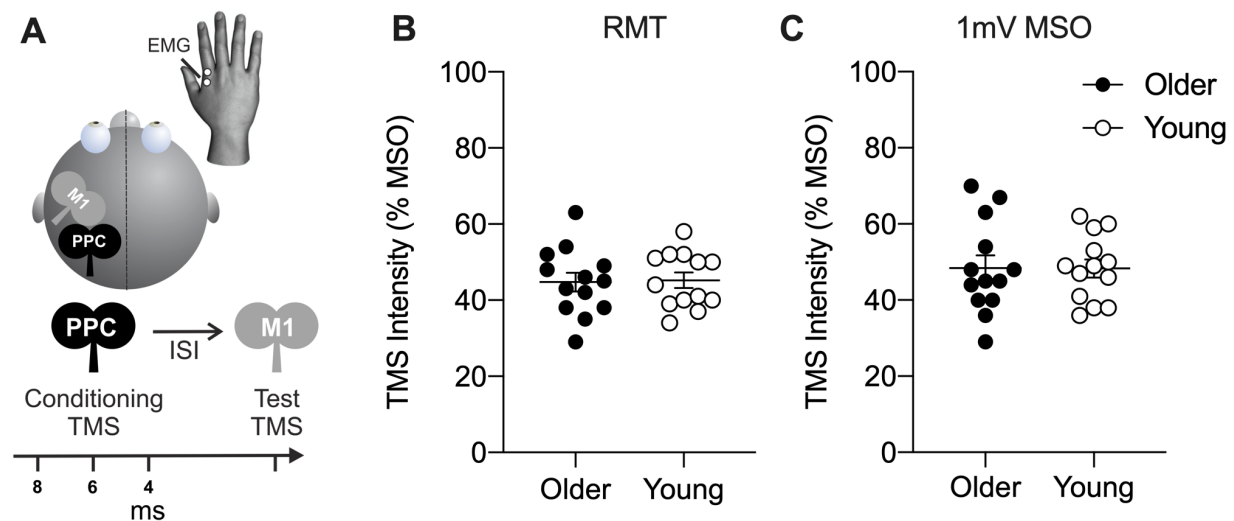 A
EMG
M1
PPC
PPC
ISI
M1
Conditioning
TMS
Test
TMS
8
6
4
ms
B
RMT
TMS Intensity (% MSO)
100
80
60
40
20
0
Older
Young
C
1mV MSO
TMS Intensity (% MSO)
100
80
60
40
20
0
Older
Young
Older
Young